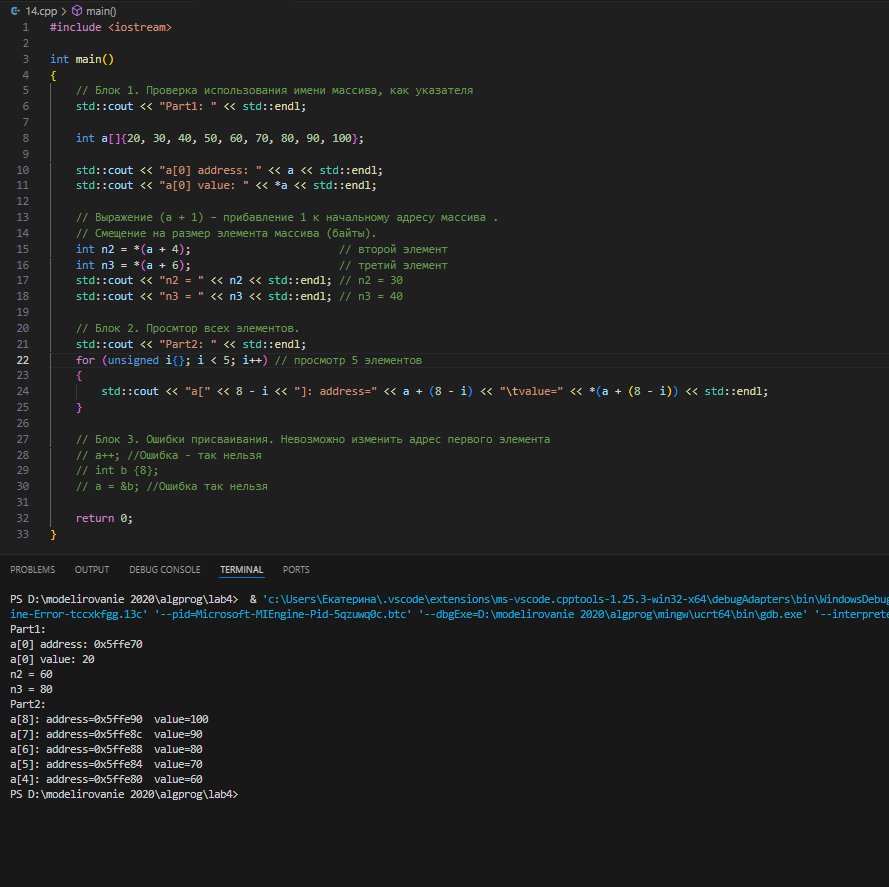 14.cpp > main()
1 #include <iostream>
2
3 int main()
4 {
5 // Блок 1. Проверка использования имени массива, как указателя
6 std::cout << "Part1: " << std::endl;
7
8 int a[]{20, 30, 40, 50, 60, 70, 80, 90, 100};
9
10 std::cout << "a[0] address: " << a << std::endl;
11 std::cout << "a[0] value: " << *a << std::endl;
12
13 // Выражение (a + 1) – прибавление 1 к начальному адресу массива .
14 // Смещение на размер элемента массива (байты).
15 int n2 = *(a + 4); // второй элемент
16 int n3 = *(a + 6); // третий элемент
17 std::cout << "n2 = " << n2 << std::endl; // n2 = 30
18 std::cout << "n3 = " << n3 << std::endl; // n3 = 40
19
20 // Блок 2. Просмтор всех элементов.
21 std::cout << "Part2: " << std::endl;
22 for (unsigned i{}; i < 5; i++) // просмотр 5 элементов
23 {
24 std::cout << "a[" << 8 - i << "]: address=" << a + (8 - i) << "\tvalue=" << *(a + (8 - i)) << std::endl;
25 }
26
27 // Блок 3. Ошибки присваивания. Невозможно изменить адрес первого элемента
28 // a++; //Ошибка - так нельзя
29 // int b {8};
30 // a = &b; //Ошибка так нельзя
31
32 return 0;
33 }
PROBLEMS OUTPUT DEBUG CONSOLE TERMINAL PORTS
PS D:\modelirovanie 2020\algprog\lab4> & 'c:\Users\Екатерина\.vscode\extensions\ms-vscode.cpptools-1.25.3-win32-x64\debugAdapters\bin\WindowsDebug
ine-Error-tccxkfgg.13c' '--pid=Microsoft-MIEngine-Pid-5qzuwq0c.btc' '--dbgExe=D:\modelirovanie 2020\algprog\mingw\ucrt64\bin\gdb.exe' '--interprete
Part1:
a[0] address: 0x5ffe70
a[0] value: 20
n2 = 60
n3 = 80
Part2:
a[8]: address=0x5ffe90 value=100
a[7]: address=0x5ffe8c value=90
a[6]: address=0x5ffe88 value=80
a[5]: address=0x5ffe84 value=70
a[4]: address=0x5ffe80 value=60
PS D:\modelirovanie 2020\algprog\lab4>